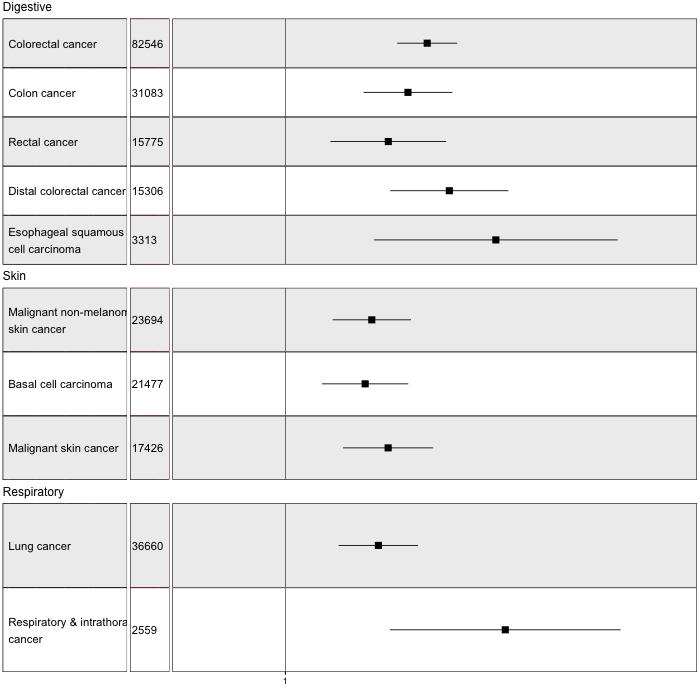 Digestive
Colorectal cancer 82546
Colon cancer 31083
Rectal cancer 15775
Distal colorectal cancer 15306
Esophageal squamous
cell carcinoma 3313
Skin
Malignant non-melanom
skin cancer 23694
Basal cell carcinoma 21477
Malignant skin cancer 17426
Respiratory
Lung cancer 36660
Respiratory & intrathora
cancer 2559
1